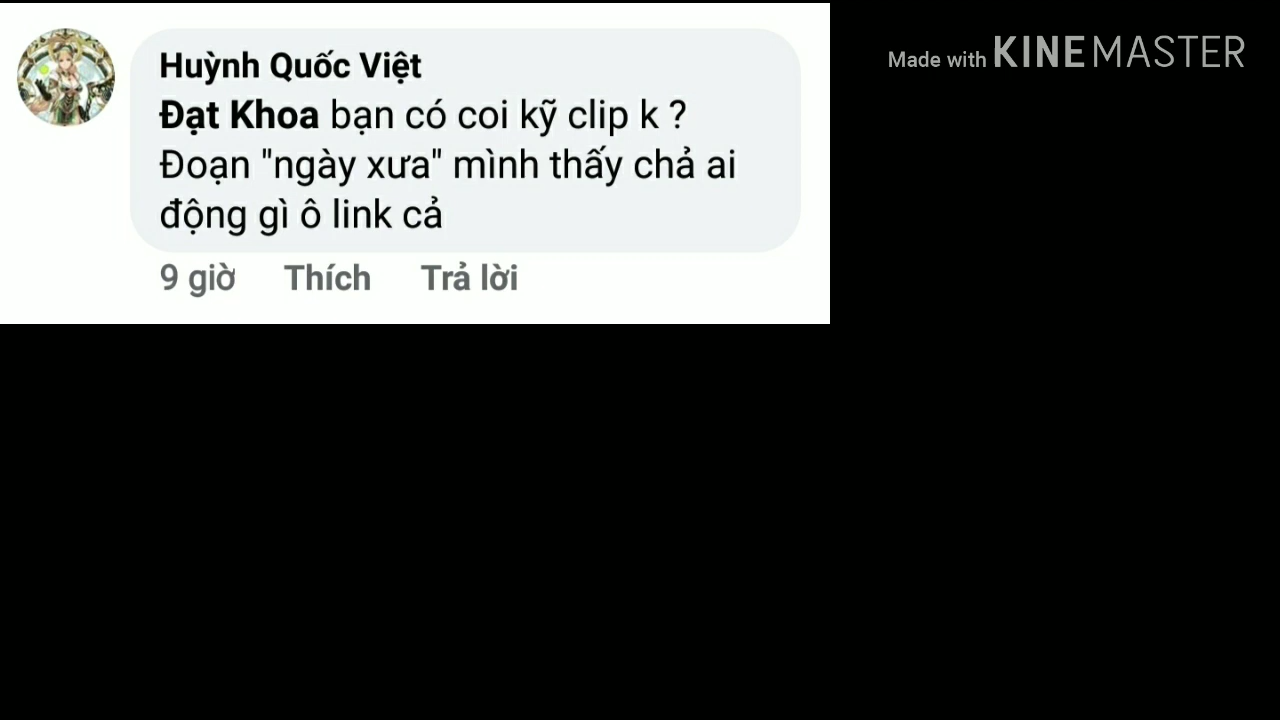 Made with KINEMASTER
Huỳnh Quốc Việt
Đạt Khoa bạn có coi kỹ clip k ?
Đoạn "ngày xưa" mình thấy chả ai
động gì ô link cả
9 giờ Thích Trả lời